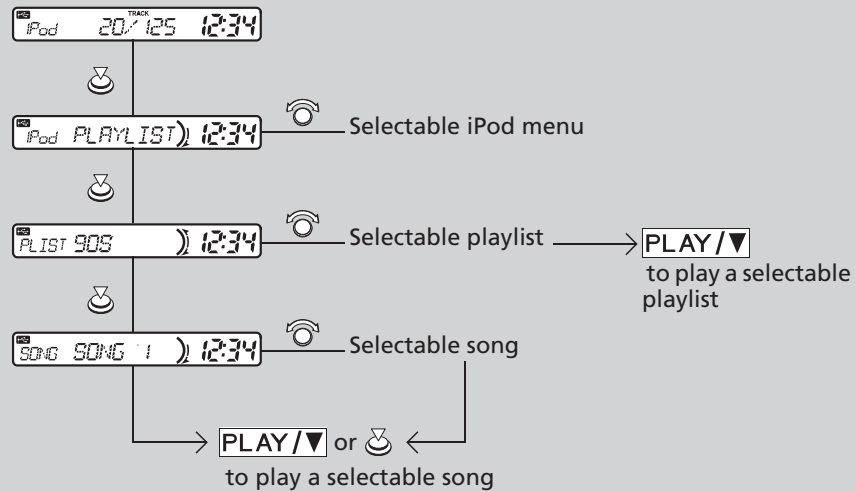 TRACK
iPod 20/125 12:34
iPod PLAYLIST 12:34
Selectable iPod menu
PLIST 90S 12:34
Selectable playlist
PLAY/▼
to play a selectable
playlist
SONG SONG 1 12:34
Selectable song
PLAY/▼ or
to play a selectable song